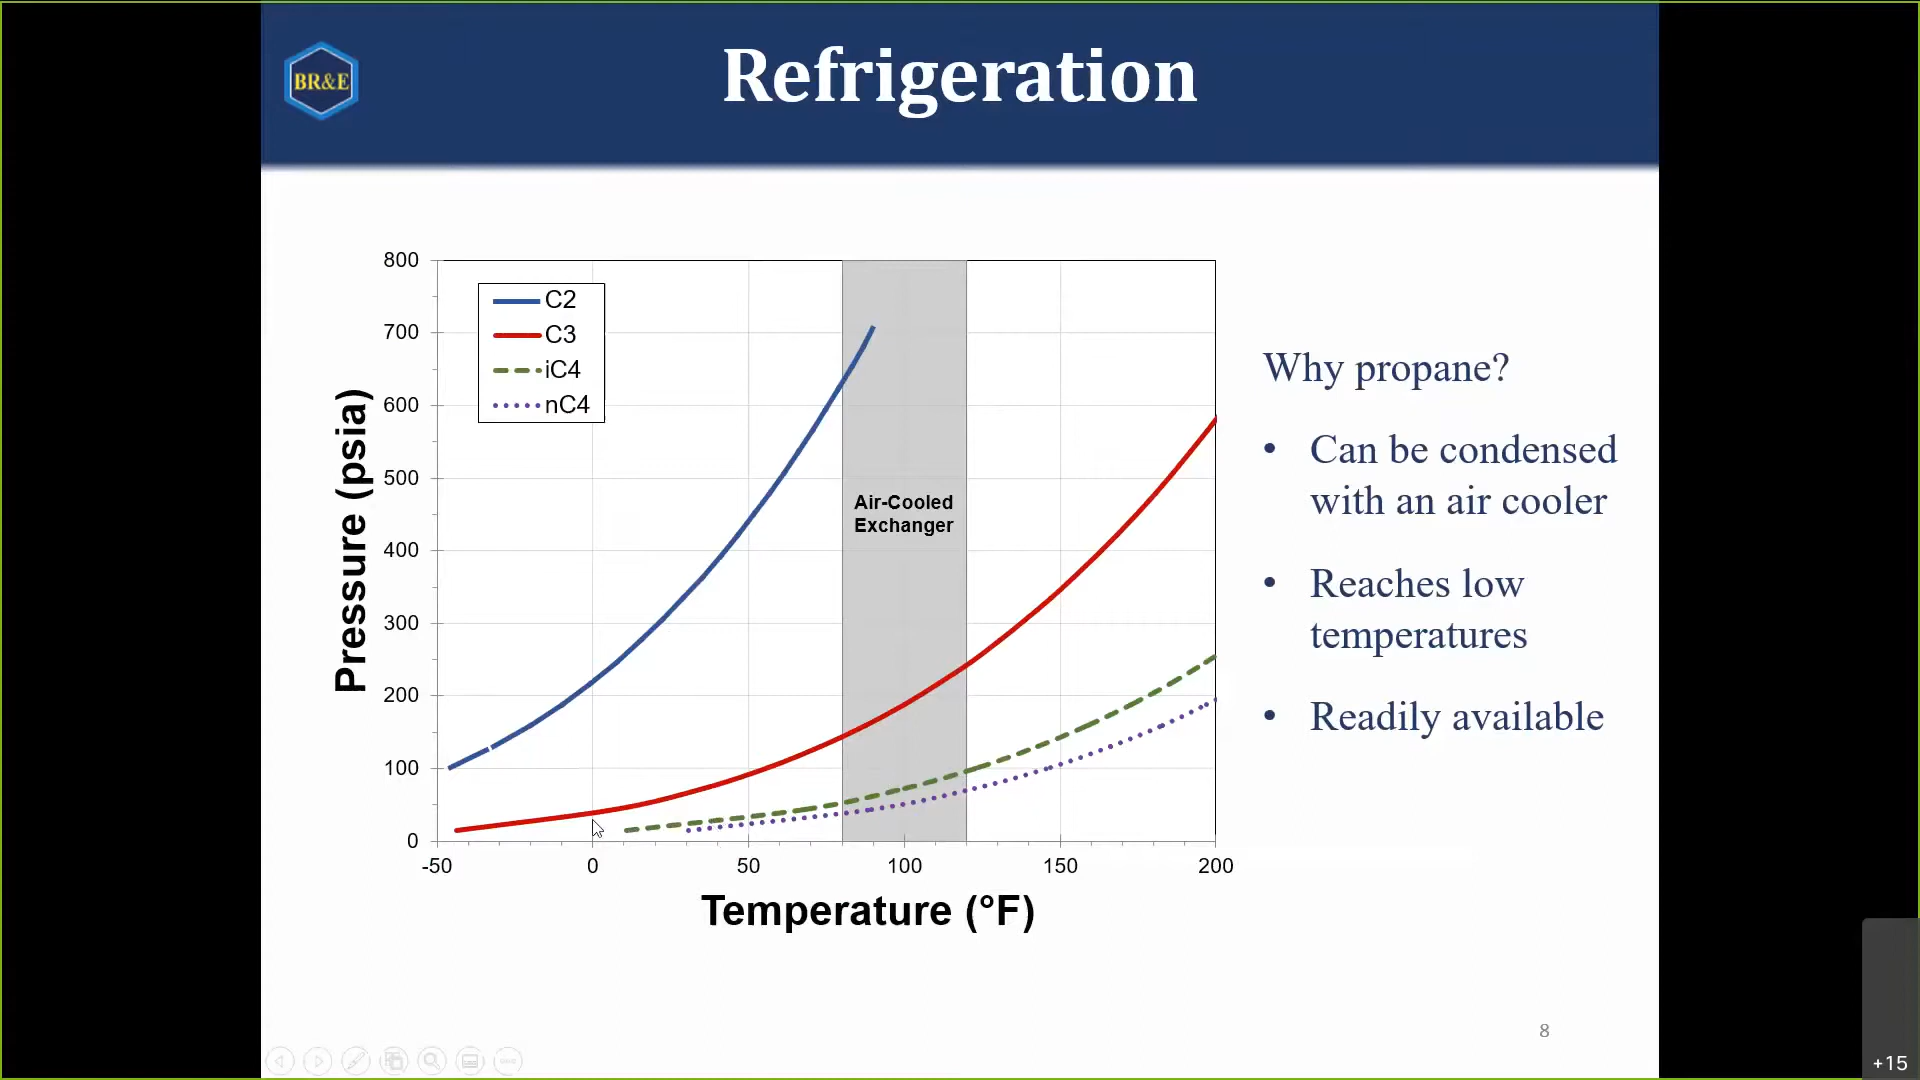 BR&E
Refrigeration
800
700
600
500
400
300
200
100
0
Pressure (psia)
C2
C3
iC4
nC4
Air-Cooled
Exchanger
-50
0
50
100
150
200
Temperature (°F)
Why propane?
• Can be condensed
with an air cooler
• Reaches low
temperatures
• Readily available
8
+15